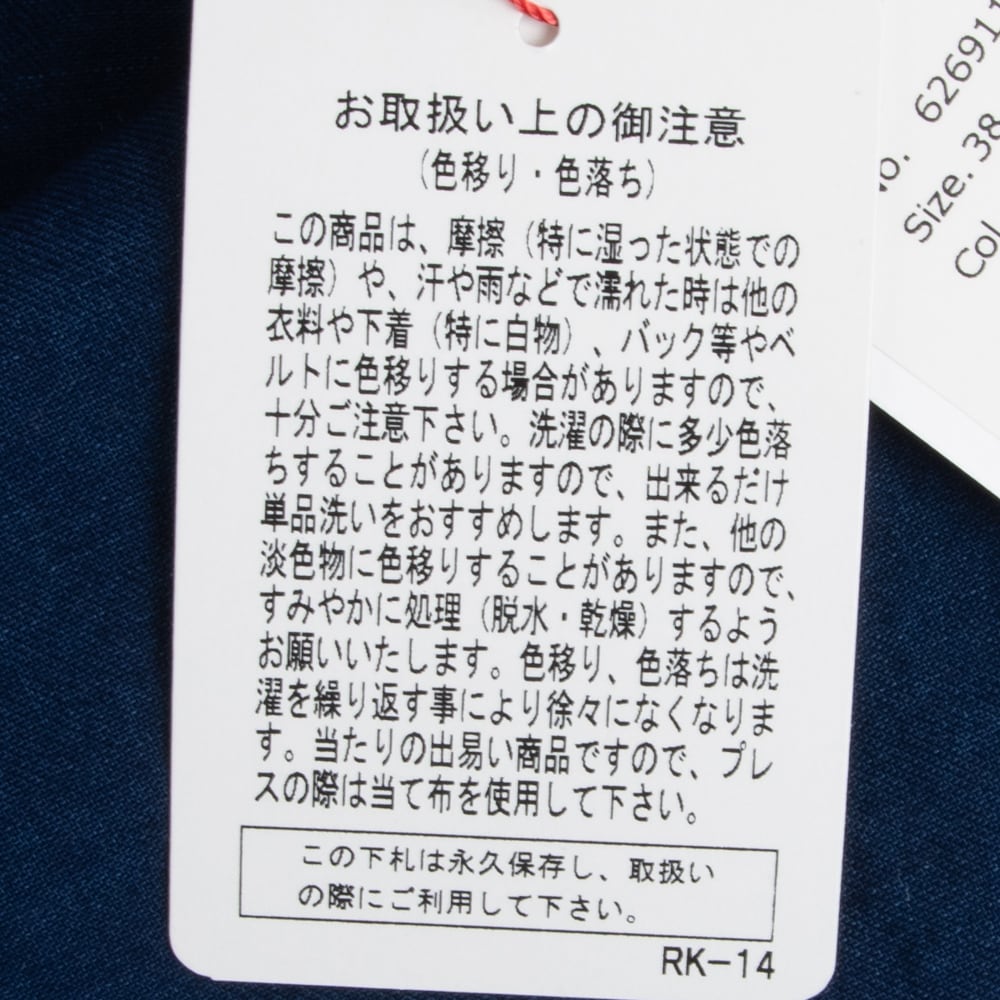 お取扱い上の御注意
(色移り・色落ち)
この商品は、摩擦（特に湿った状態での
摩擦）や、汗や雨などで濡れた時は他の
衣料や下着（特に白物）、バック等やベ
ルトに色移りする場合がありますので、
十分ご注意下さい。洗濯の際に多少色落
ちすることがありますので、出来るだけ
単品洗いをおすすめします。また、他の
淡色物に色移りすることがありますので、
すみやかに処理（脱水・乾燥）するよう
お願いいたします。色移り、色落ちは洗
濯を繰り返す事により徐々になくなりま
す。当たりの出易い商品ですので、プレ
スの際は当て布を使用して下さい。
この下札は永久保存し、取扱い
の際にご利用して下さい。
RK-14
Size. 38